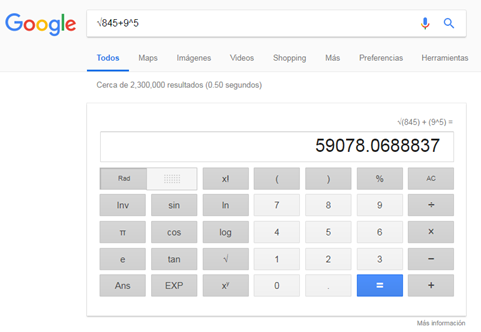 Google
√845+9^5
Todos Maps Imágenes Videos Shopping Más Preferencias Herramientas
Cerca de 2,300,000 resultados (0.50 segundos)
√(845) + (9^5) =
59078.0688837
Rad x! ( ) % AC
Inv sin ln 7 8 9 ÷
π cos log 4 5 6 ×
e tan √ 1 2 3 −
Ans EXP xʸ 0 . = +
Más información